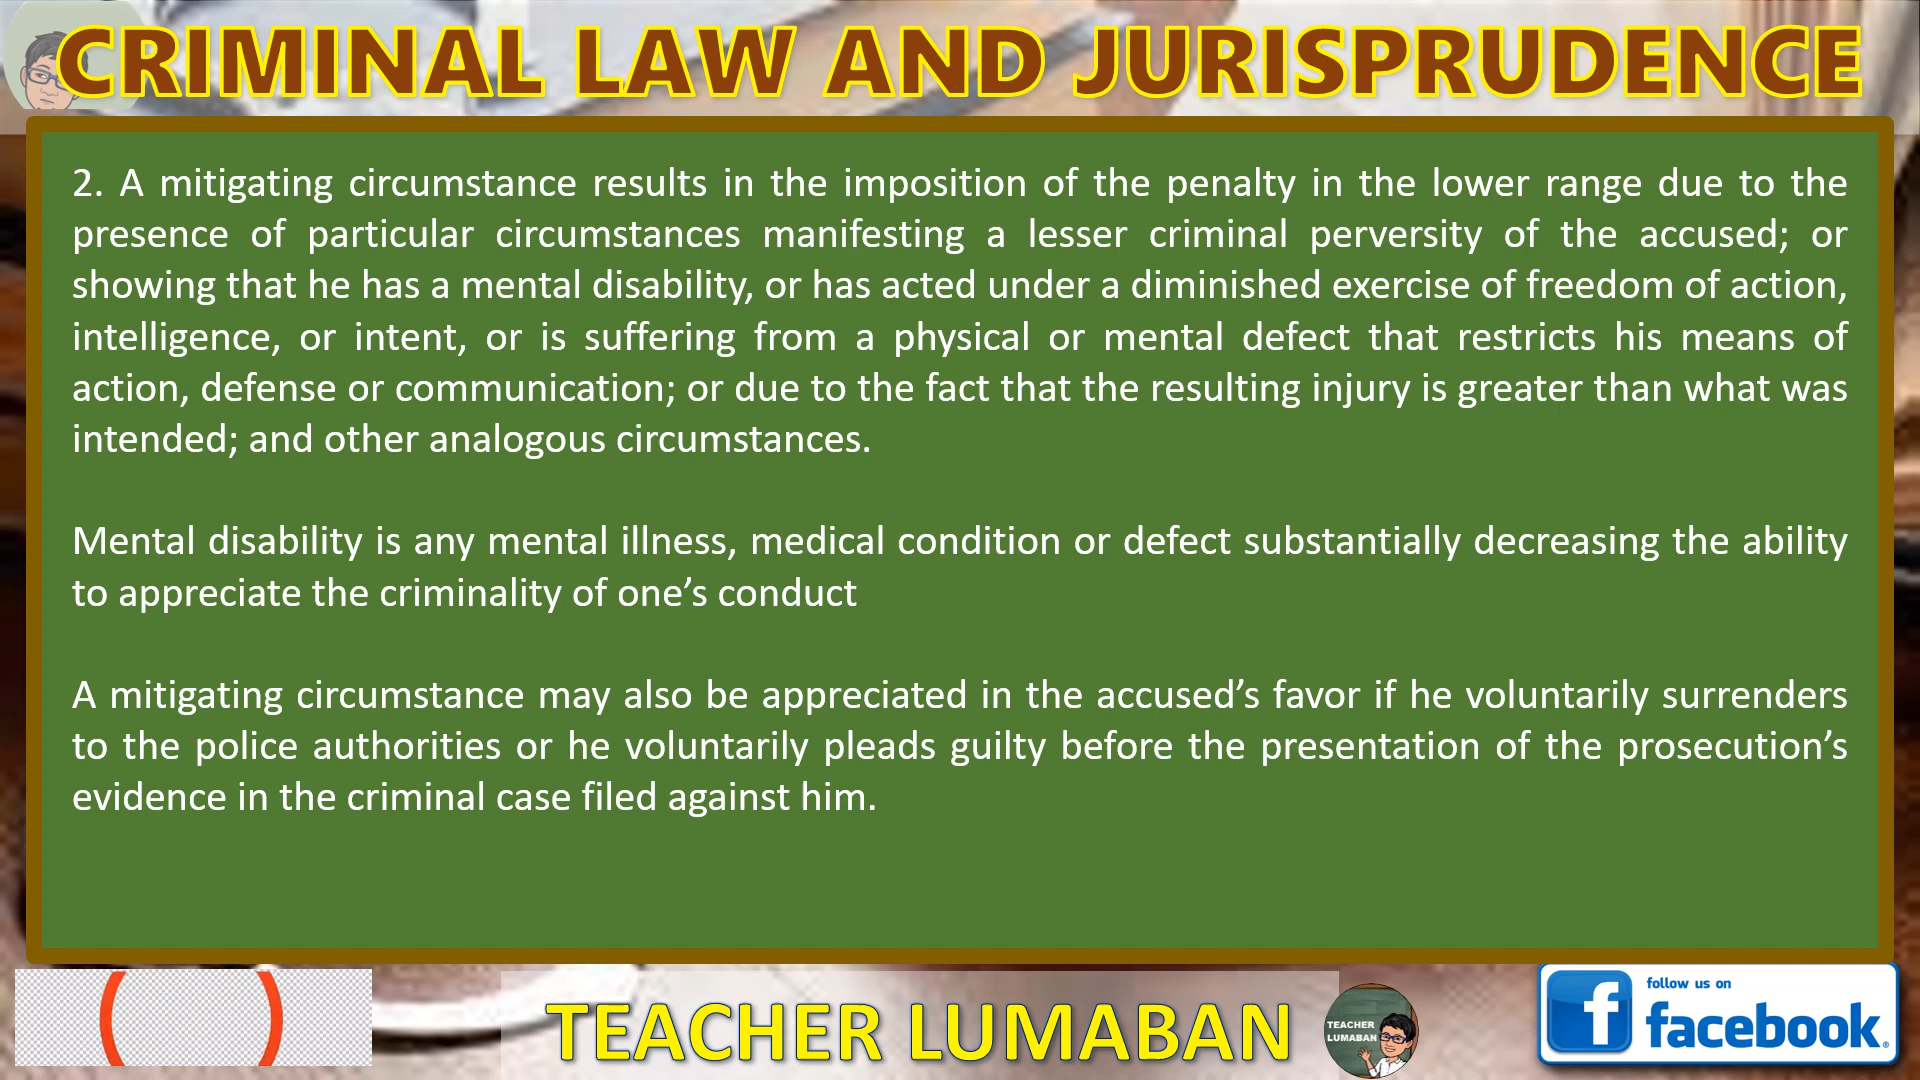 CRIMINAL LAW AND JURISPRUDENCE
2. A mitigating circumstance results in the imposition of the penalty in the lower range due to the
presence of particular circumstances manifesting a lesser criminal perversity of the accused; or
showing that he has a mental disability, or has acted under a diminished exercise of freedom of action,
intelligence, or intent, or is suffering from a physical or mental defect that restricts his means of
action, defense or communication; or due to the fact that the resulting injury is greater than what was
intended; and other analogous circumstances.
Mental disability is any mental illness, medical condition or defect substantially decreasing the ability
to appreciate the criminality of one’s conduct
A mitigating circumstance may also be appreciated in the accused’s favor if he voluntarily surrenders
to the police authorities or he voluntarily pleads guilty before the presentation of the prosecution’s
evidence in the criminal case filed against him.
TEACHER LUMABAN
TEACHER
LUMABAN
follow us on
facebook